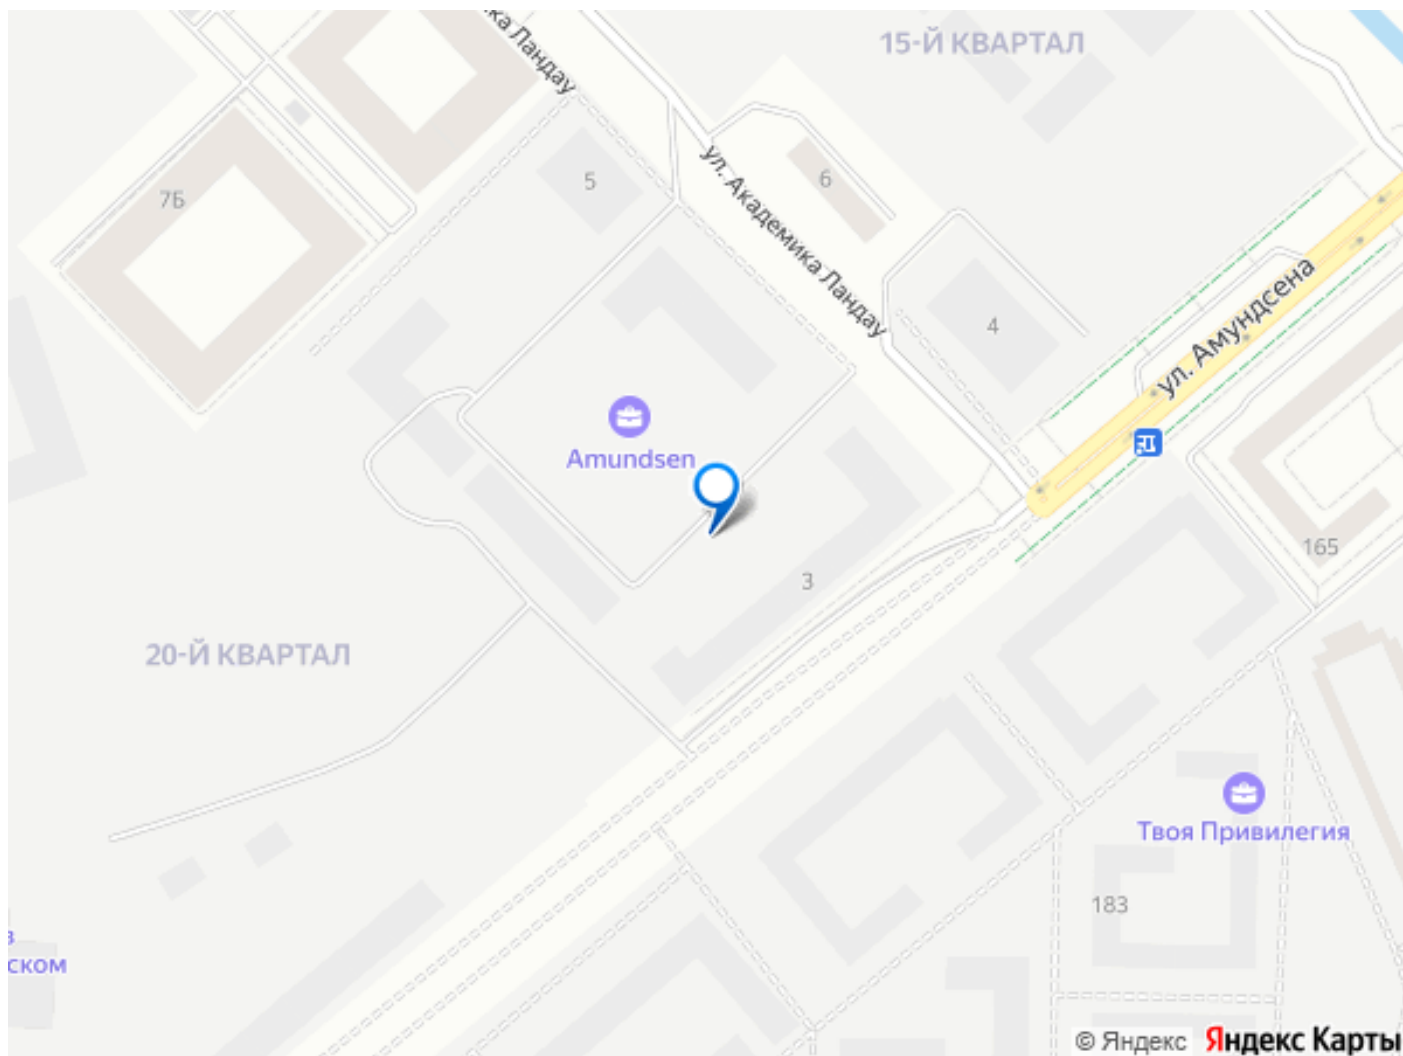 ка Ландау
15-Й КВАРТАЛ
5
7Б
6
ул. Академика Ландау
4
ул. Амундсена
Amundsen
165
3
20-Й КВАРТАЛ
Твоя Привилегия
183
ском
© Яндекс Яндекс Карты